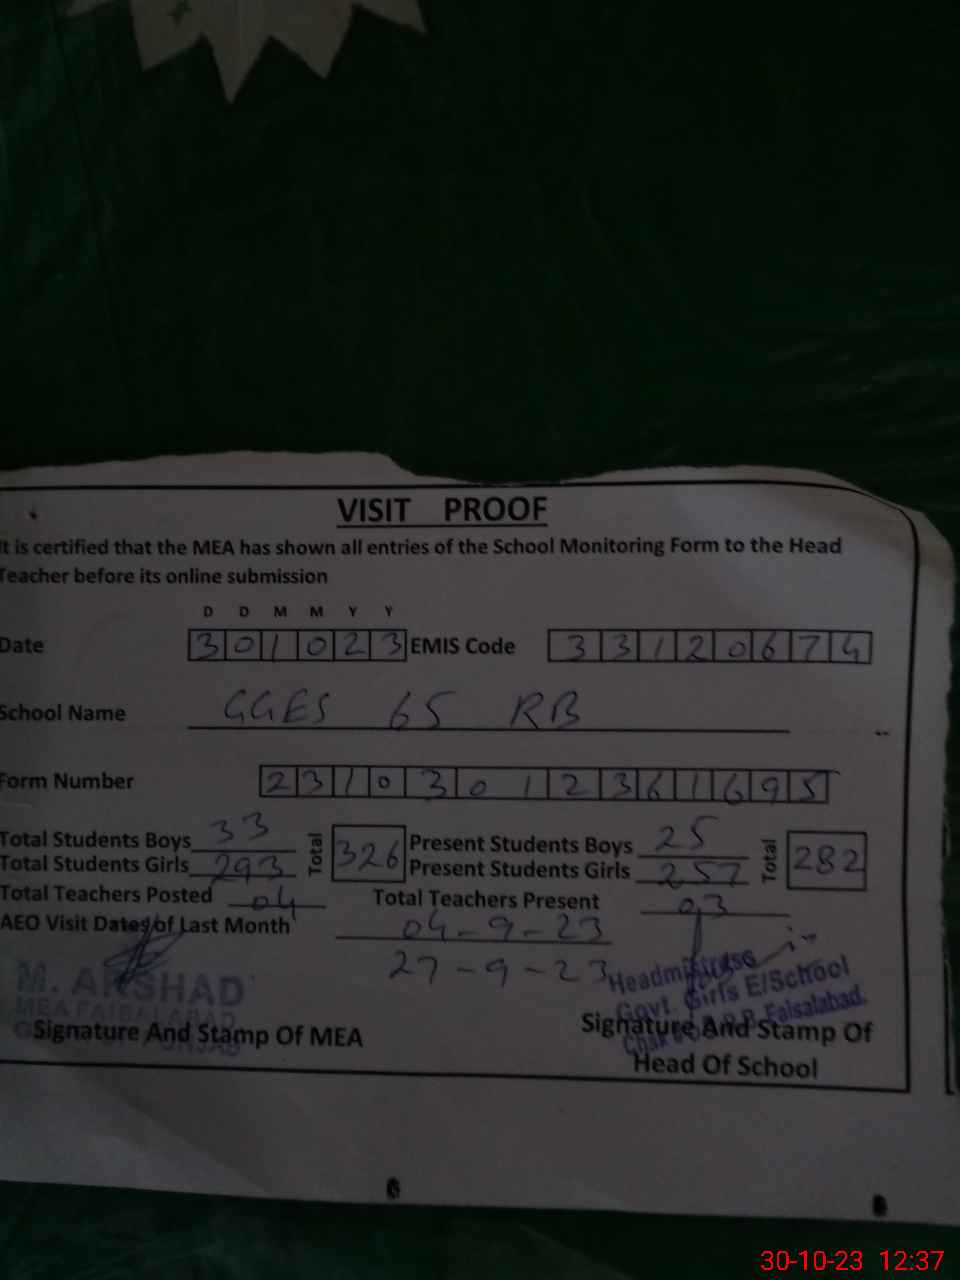 VISIT PROOF
It is certified that the MEA has shown all entries of the School Monitoring Form to the Head
Teacher before its online submission
D D M M Y Y
Date 301023 EMIS Code 33120674
School Name GGES 65 RB
Form Number 23103012361695
Total Students Boys 33 Total 326 Present Students Boys 25 Total 282
Total Students Girls 293 Present Students Girls 257
Total Teachers Posted 04 Total Teachers Present 03
AEO Visit Dates of Last Month 04-9-23
27-9-23
M. ARSHAD
MEA FAISALABAD
PUNJAB
Signature And Stamp Of MEA
Headmistress
Govt. Girls E/School
Chak R.B. Faisalabad.
Signature And Stamp Of
Head Of School
30-10-23 12:37